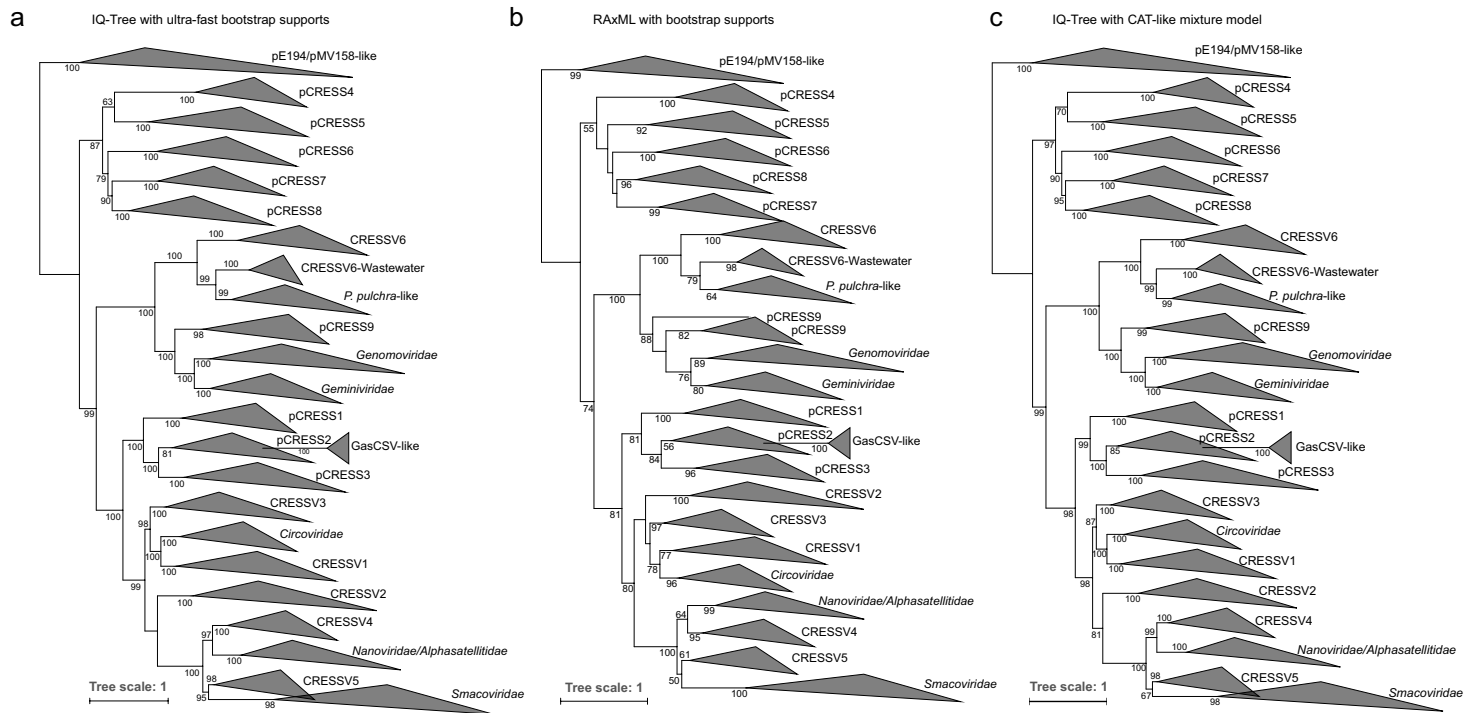 a
IQ-Tree with ultra-fast bootstrap supports
pE194/pMV158-like
100
pCRESS4
63
100
pCRESS5
100
87
pCRESS6
100
79
pCRESS7
100
90
pCRESS8
100
CRESSV6
100
100
CRESSV6-Wastewater
100
99
P. pulchra-like
99
100
pCRESS9
98
100
Genomoviridae
100
100
Geminiviridae
100
99
pCRESS1
100
pCRESS2
GasCSV-like
100
81
100
pCRESS3
100
CRESSV3
100
100
98
Circoviridae
100
100
CRESSV1
100
99
CRESSV2
100
CRESSV4
97
100
Nanoviridae/Alphasatellitidae
100
100
98
CRESSV5
95
98
Smacoviridae
Tree scale: 1
b
RAxML with bootstrap supports
pE194/pMV158-like
99
pCRESS4
100
55
pCRESS5
92
pCRESS6
100
pCRESS8
96
pCRESS7
99
CRESSV6
100
100
CRESSV6-Wastewater
98
79
P. pulchra-like
64
100
pCRESS9
pCRESS9
82
88
Genomoviridae
89
76
Geminiviridae
80
74
pCRESS1
100
81
pCRESS2
GasCSV-like
56
100
84
pCRESS3
96
CRESSV2
100
81
CRESSV3
97
CRESSV1
77
78
Circoviridae
96
80
Nanoviridae/Alphasatellitidae
99
64
CRESSV4
95
100
61
CRESSV5
50
100
Smacoviridae
Tree scale: 1
c
IQ-Tree with CAT-like mixture model
pE194/pMV158-like
100
pCRESS4
100
70
pCRESS5
100
97
pCRESS6
100
90
pCRESS7
100
95
pCRESS8
100
CRESSV6
100
100
CRESSV6-Wastewater
100
99
P. pulchra-like
99
100
pCRESS9
99
100
Genomoviridae
100
100
Geminiviridae
100
99
pCRESS1
100
99
pCRESS2
GasCSV-like
85
100
100
pCRESS3
100
98
CRESSV3
100
87
Circoviridae
100
100
CRESSV1
100
98
CRESSV2
100
81
CRESSV4
100
99
Nanoviridae/Alphasatellitidae
100
100
98
CRESSV5
67
98
Smacoviridae
Tree scale: 1